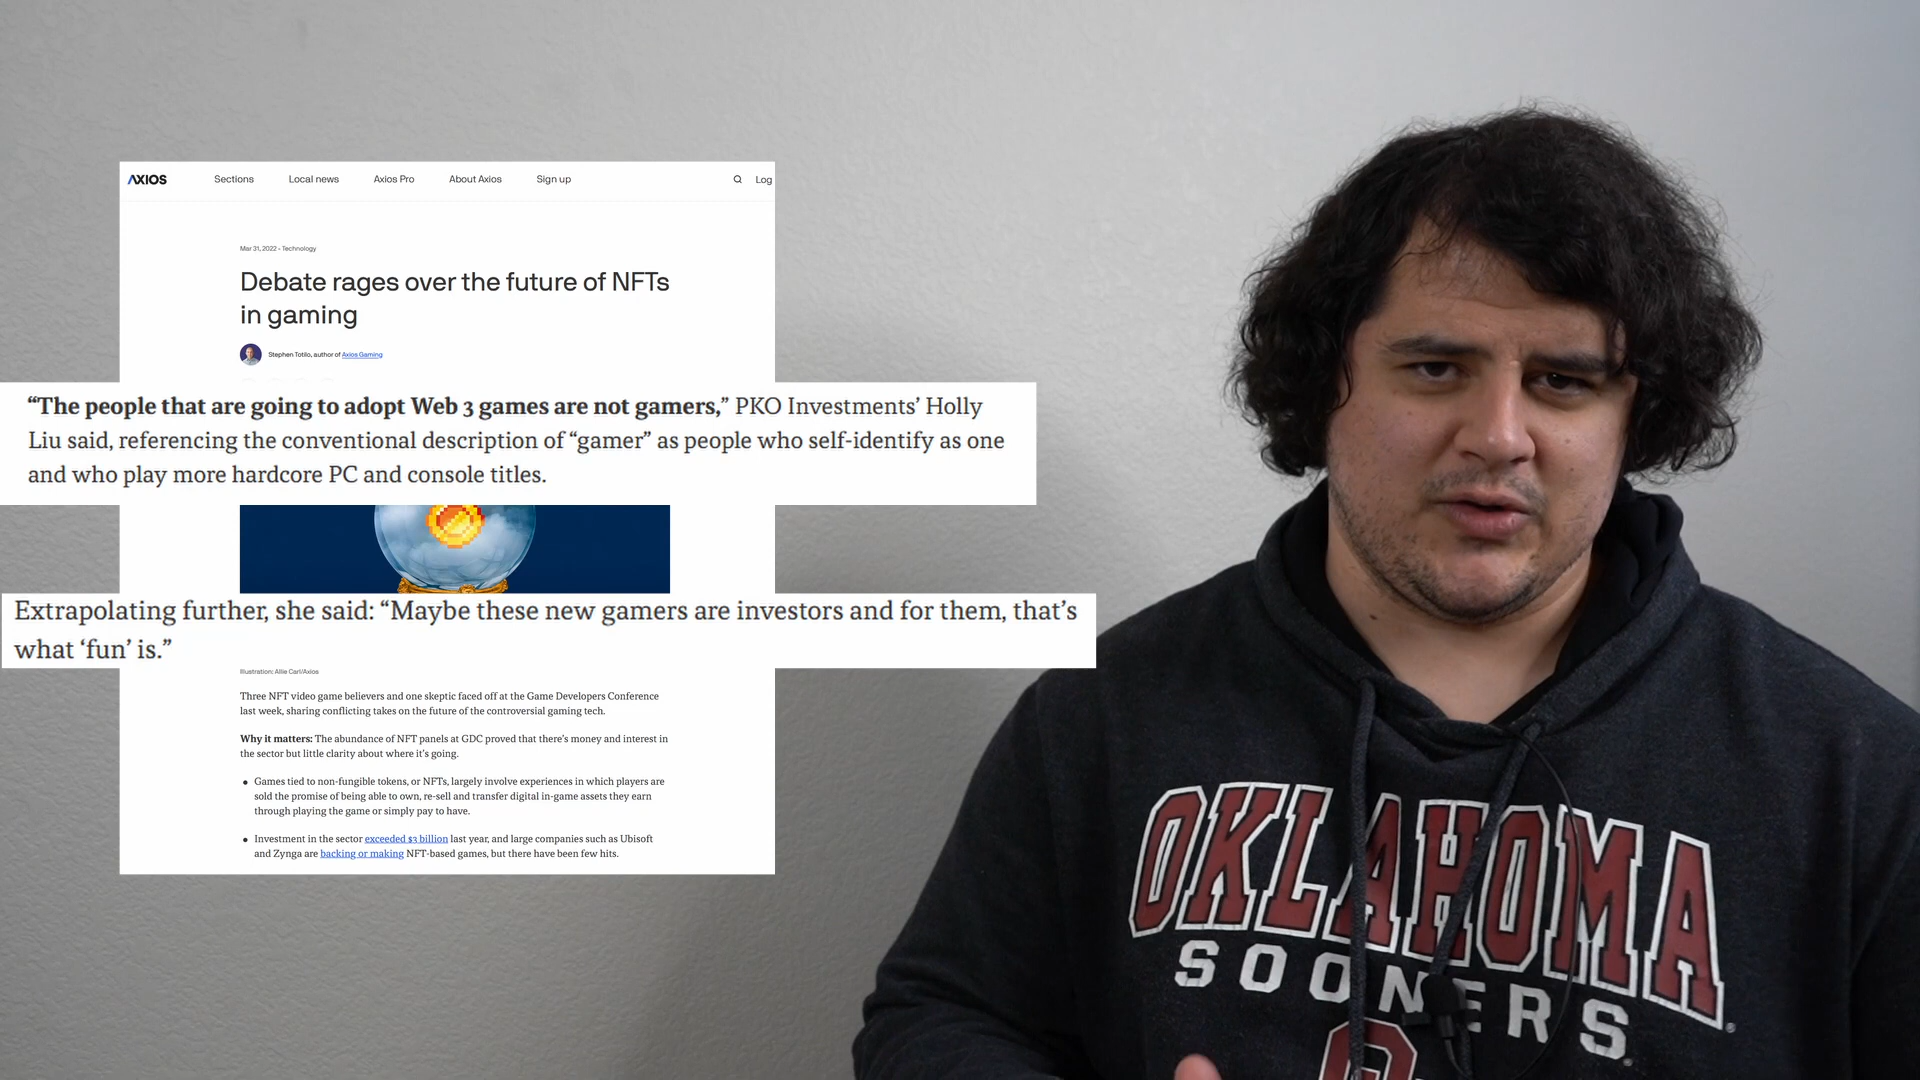 AXIOS
Sections
Local news
Axios Pro
About Axios
Sign up
Log
Mar 31, 2022 - Technology
Debate rages over the future of NFTs
in gaming
Stephen Totilo, author of Axios Gaming
“The people that are going to adopt Web 3 games are not gamers,” PKO Investments’ Holly
Liu said, referencing the conventional description of “gamer” as people who self-identify as one
and who play more hardcore PC and console titles.
Extrapolating further, she said: “Maybe these new gamers are investors and for them, that’s
what ‘fun’ is.”
Illustration: Allie Carl/Axios
Three NFT video game believers and one skeptic faced off at the Game Developers Conference
last week, sharing conflicting takes on the future of the controversial gaming tech.
Why it matters: The abundance of NFT panels at GDC proved that there’s money and interest in
the sector but little clarity about where it’s going.
• Games tied to non-fungible tokens, or NFTs, largely involve experiences in which players are
sold the promise of being able to own, re-sell and transfer digital in-game assets they earn
through playing the game or simply pay to have.
• Investment in the sector exceeded $3 billion last year, and large companies such as Ubisoft
and Zynga are backing or making NFT-based games, but there have been few hits.
OKLAHOMA
SOONERS